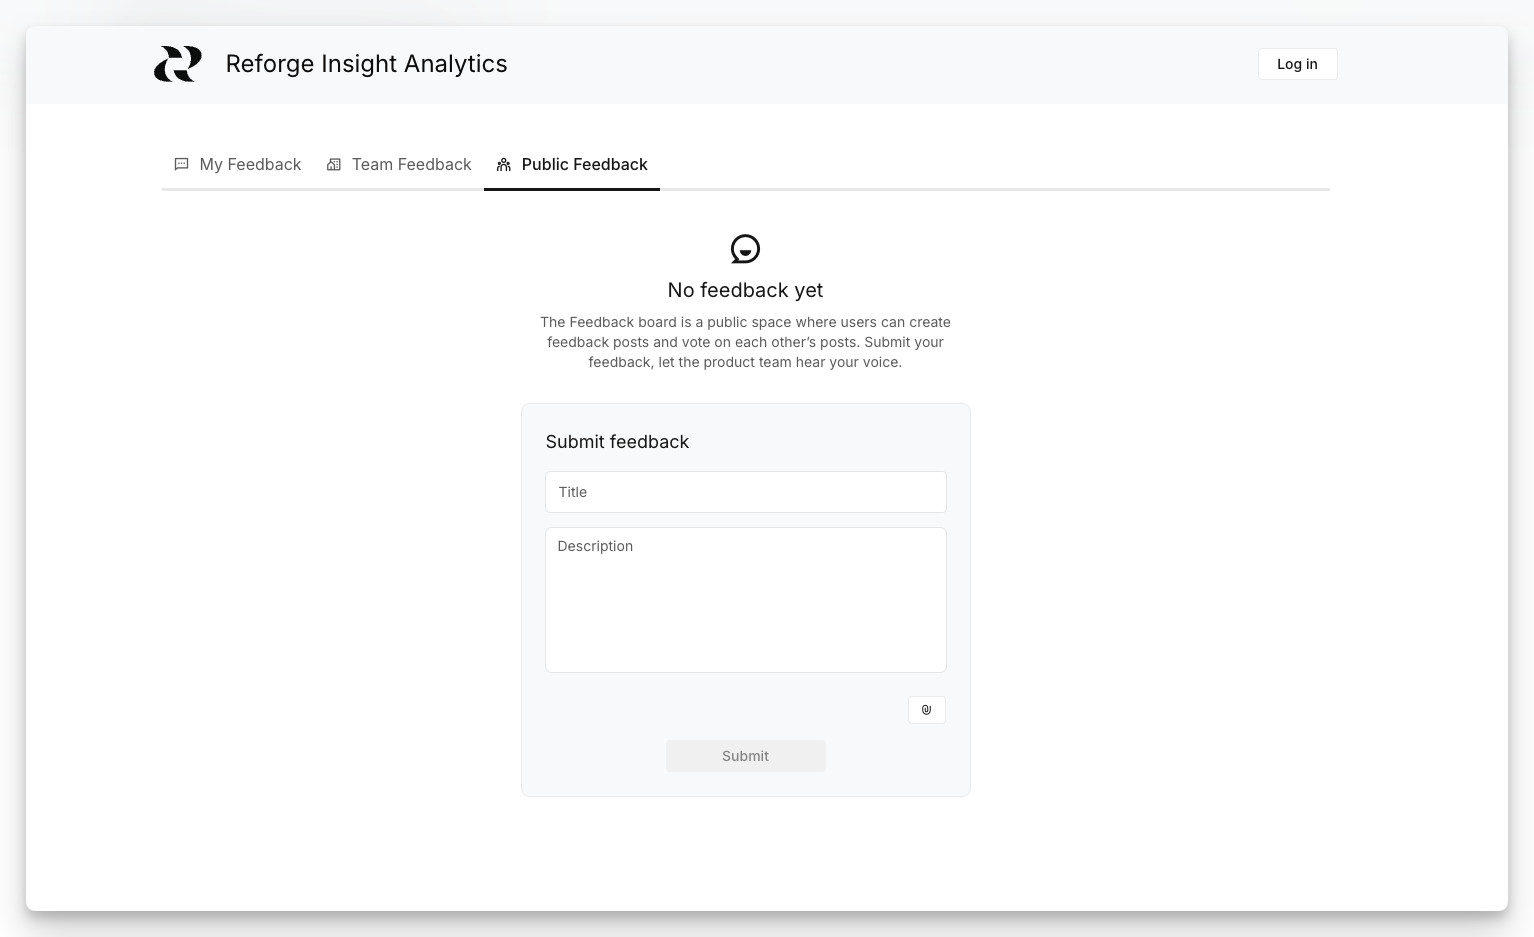 Reforge Insight Analytics
Log in
My Feedback
Team Feedback
Public Feedback
No feedback yet
The Feedback board is a public space where users can create
feedback posts and vote on each other’s posts. Submit your
feedback, let the product team hear your voice.
Submit feedback
Title
Description
Submit